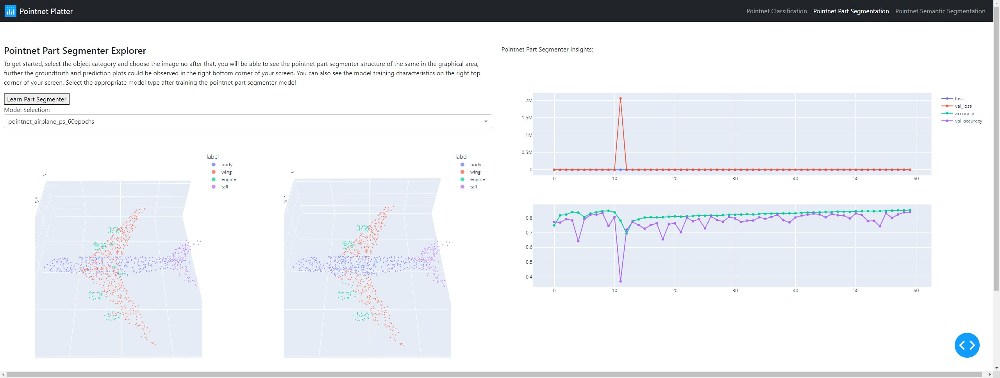 Pointnet Platter
Pointnet Classification
Pointnet Part Segmentation
Pointnet Semantic Segmentation
Pointnet Part Segmenter Explorer
To get started, select the object category and choose the image no after that, you will be able to see the pointnet part segmenter structure of the same in the graphical area,
further the groundtruth and prediction plots could be observed in the right bottom corner of your screen. You can also see the model training characteristics on the right top
corner of your screen. Select the appropriate model type after training the pointnet part segmenter model
Learn Part Segmenter
Model Selection:
pointnet_airplane_ps_60epochs
label
body
wing
engine
tail
1
0.5
label
body
wing
engine
tail
1
0.5
Pointnet Part Segmenter Insights:
2M
1.5M
1M
0.5M
0
0 10 20 30 40 50 60
loss
val_loss
accuracy
val_accuracy
0.8
0.7
0.6
0.5
0.4
0 10 20 30 40 50 60